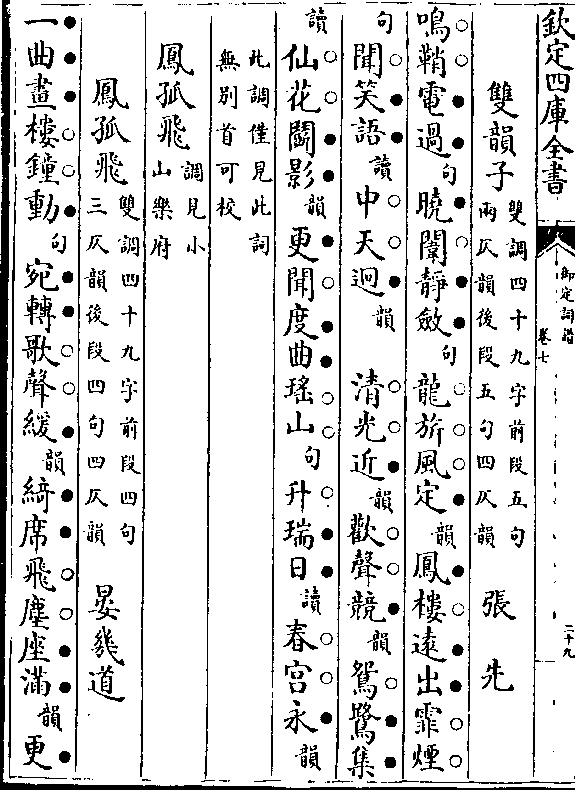 欽定四庫全書
御定詞譜
卷七
二十九
雙韻子 雙調四十九字前段五句兩仄韻後段五句四仄韻 張先
鳴鞘電過句曉闈靜斂句龍旂風定韻鳳樓遠出霏煙
句聞笑語讀中天迥韻 清光近韻歡聲競韻鴛鷺集
讀仙花鬭影韻更聞度曲瑤山句升瑞日讀春宮永韻
此調僅見此詞無別首可校
鳳孤飛 調見小山樂府
鳳孤飛 雙調四十九字前段四句三仄韻後段四句四仄韻 晏幾道
一曲畫樓鐘動句宛轉歌聲緩韻綺席飛塵座滿韻更